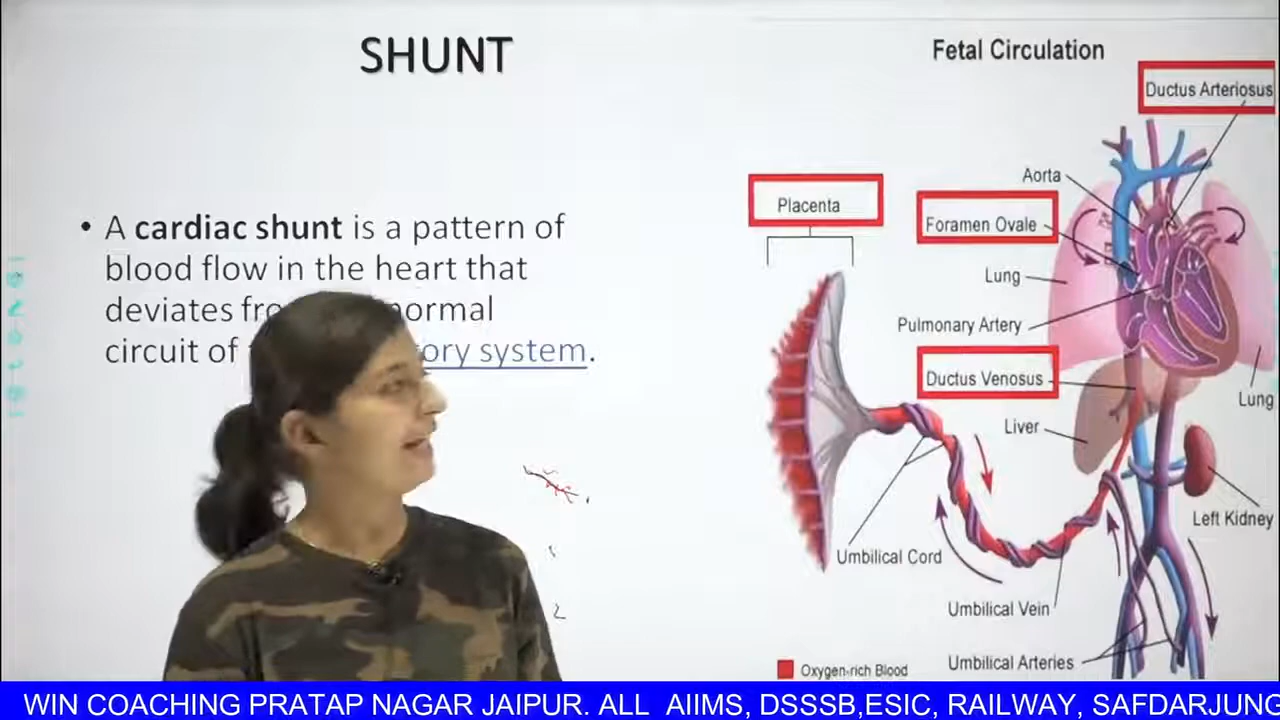 SHUNT
• A cardiac shunt is a pattern of
blood flow in the heart that
deviates normal
circuit of system.
Fetal Circulation
Ductus Arteriosus
Aorta
Placenta
Foramen Ovale
Lung
Pulmonary Artery
Ductus Venosus
Lung
Liver
Left Kidney
Umbilical Cord
Umbilical Vein
Umbilical Arteries
Oxygen-rich Blood
2
WIN COACHING PRATAP NAGAR JAIPUR. ALL AIIMS, DSSSB,ESIC, RAILWAY, SAFDARJUNG